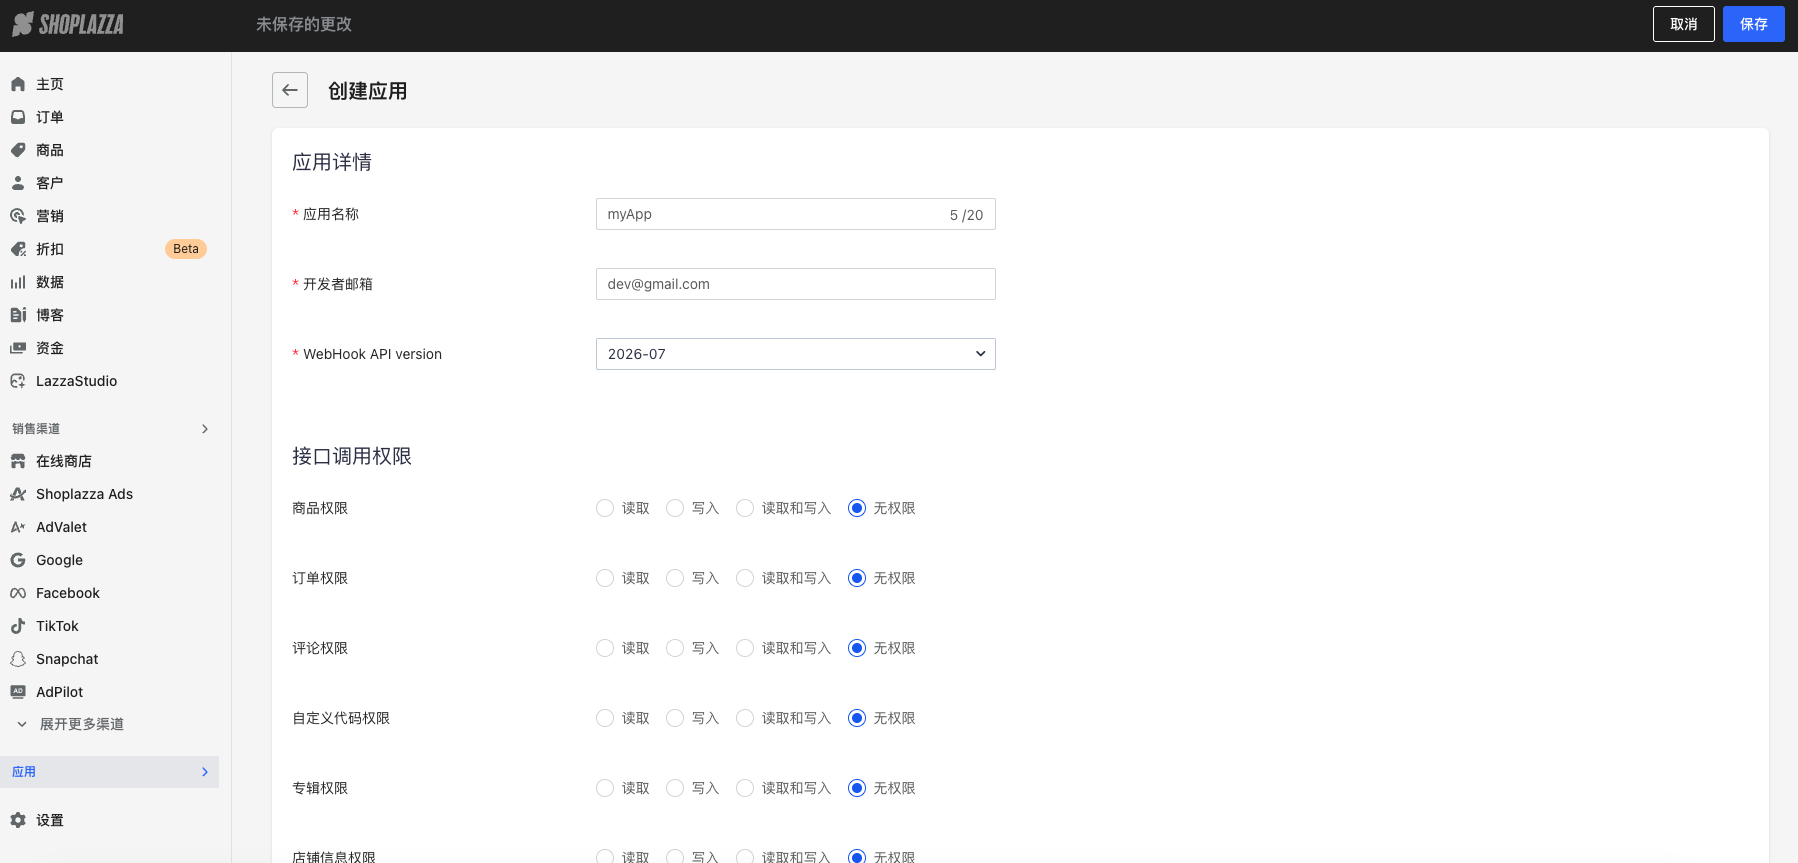 SHOPLAZZA
未保存的更改
取消
保存
主页
订单
商品
客户
营销
折扣
Beta
数据
博客
资金
LazzaStudio
销售渠道
在线商店
Shoplazza Ads
AdValet
Google
Facebook
TikTok
Snapchat
AD
AdPilot
展开更多渠道
应用
设置
创建应用
应用详情
* 应用名称
myApp
5 /20
* 开发者邮箱
dev@gmail.com
* WebHook API version
2026-07
接口调用权限
商品权限 读取 写入 读取和写入 无权限
订单权限 读取 写入 读取和写入 无权限
评论权限 读取 写入 读取和写入 无权限
自定义代码权限 读取 写入 读取和写入 无权限
专辑权限 读取 写入 读取和写入 无权限
店铺信息权限 读取 写入 读取和写入 无权限